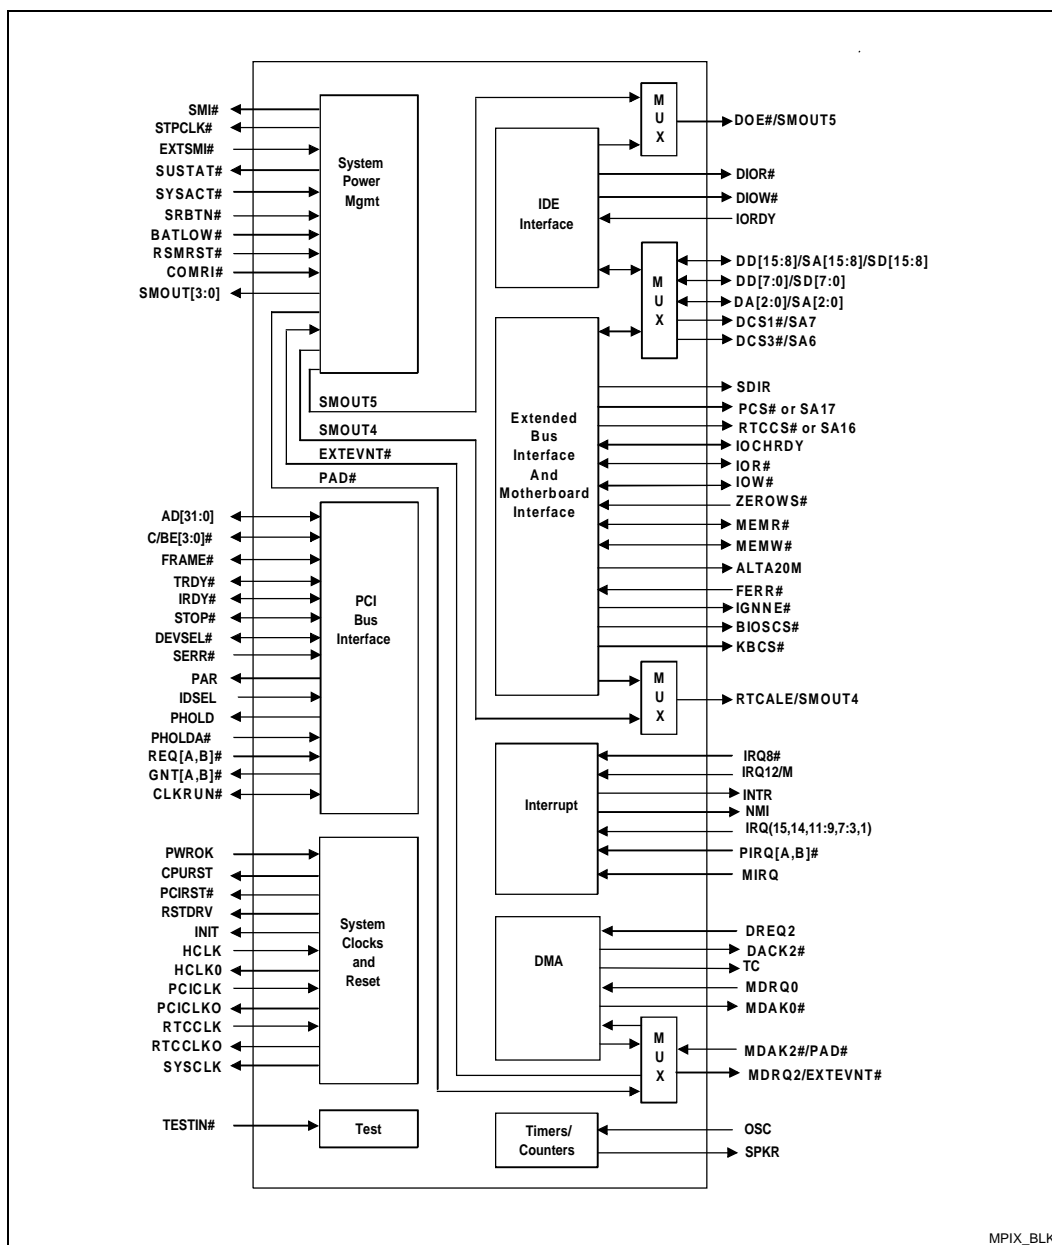 SMI#
STPCLK#
EXTSMI#
SUSTAT#
SYSACT#
SRBTN#
BATLOW#
RSMRST#
COMRI#
SMOUT[3:0]
System
Power
Mgmt
SMOUT5
SMOUT4
EXTEVNT#
PAD#
AD[31:0]
C/BE[3:0]#
FRAME#
TRDY#
IRDY#
STOP#
DEVSEL#
SERR#
PAR
IDSEL
PHOLD
PHOLDA#
REQ[A,B]#
GNT[A,B]#
CLKRUN#
PCI
Bus
Interface
PWROK
CPURST
PCIRST#
RSTDRV
INIT
HCLK
HCLK0
PCICLK
PCICLKO
RTCCLK
RTCCLKO
SYSCLK
System
Clocks
and
Reset
TESTIN#
Test
M
U
X
DOE#/SMOUT5
IDE
Interface
DIOR#
DIOW#
IORDY
M
U
X
DD[15:8]/SA[15:8]/SD[15:8]
DD[7:0]/SD[7:0]
DA[2:0]/SA[2:0]
DCS1#/SA7
DCS3#/SA6
Extended
Bus
Interface
And
Motherboard
Interface
SDIR
PCS# or SA17
RTCCS# or SA16
IOCHRDY
IOR#
IOW#
ZEROWS#
MEMR#
MEMW#
ALTA20M
FERR#
IGNNE#
BIOSCS#
KBCS#
M
U
X
RTCALE/SMOUT4
Interrupt
IRQ8#
IRQ12/M
INTR
NMI
IRQ(15,14,11:9,7:3,1)
PIRQ[A,B]#
MIRQ
DMA
DREQ2
DACK2#
TC
MDRQ0
MDAK0#
M
U
X
MDAK2#/PAD#
MDRQ2/EXTEVNT#
Timers/
Counters
OSC
SPKR
MPIX_BLK